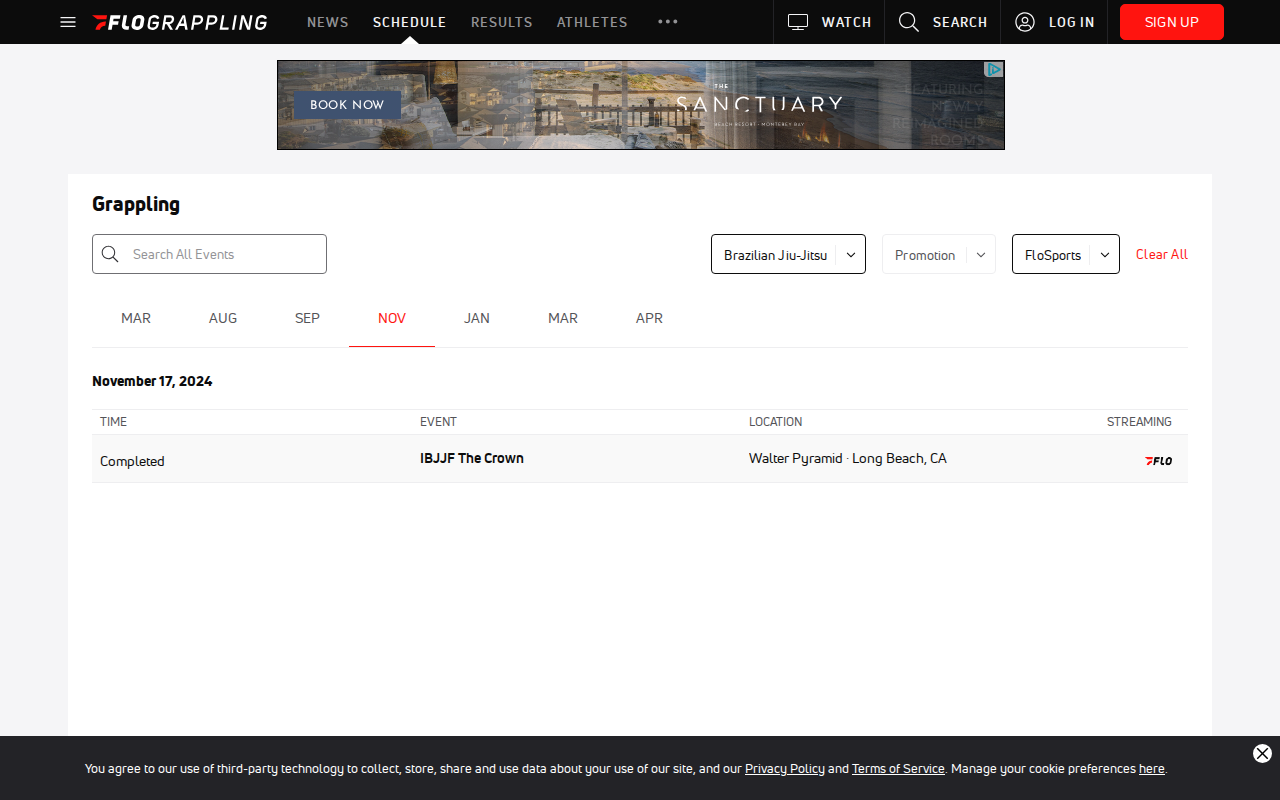 FLOGRAPPLING NEWS SCHEDULE RESULTS ATHLETES WATCH SEARCH LOG IN SIGN UP
BOOK NOW
THE
SANCTUARY
BEACH RESORT · MONTEREY BAY
FEATURING
NEWLY
REIMAGINED
ROOMS
Grappling
Search All Events Brazilian Jiu-Jitsu Promotion FloSports Clear All
MAR AUG SEP NOV JAN MAR APR
November 17, 2024
TIME EVENT LOCATION STREAMING
Completed IBJJF The Crown Walter Pyramid · Long Beach, CA FLO
You agree to our use of third-party technology to collect, store, share and use data about your use of our site, and our Privacy Policy and Terms of Service. Manage your cookie preferences here.